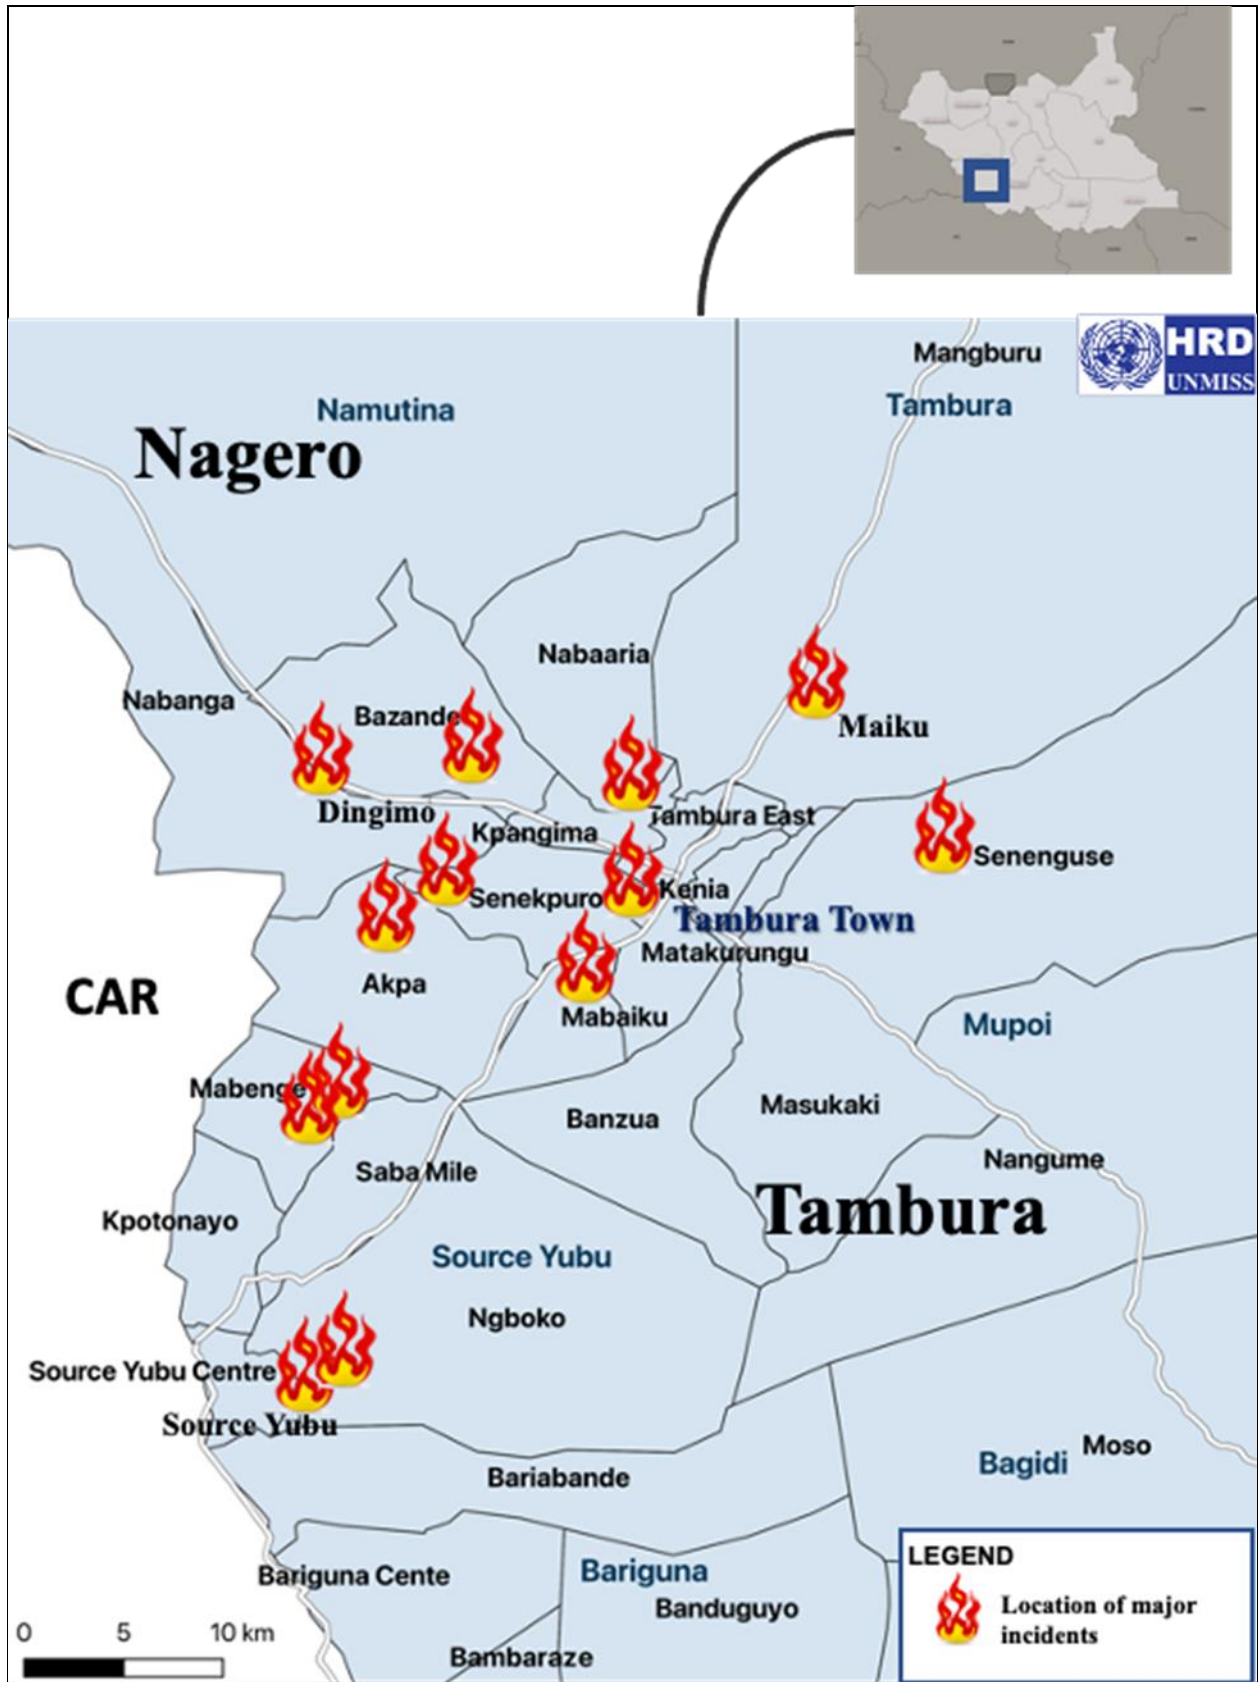 Mangburu
HRD
UNMISS
Namutina
Tambura
Nagero
Nabaaria
Nabanga
Bazande
Maiku
Dingimo
Tambura East
Kpangima
Senenguse
Senekpuro
Kenia
Tambura Town
Matakurungu
Akpa
CAR
Mabaiku
Mupoi
Mabenge
Masukaki
Banzua
Saba Mile
Nangume
Tambura
Kpotonayo
Source Yubu
Ngboko
Source Yubu Centre
Source Yubu
Moso
Bagidi
Bariabande
LEGEND
Location of major
incidents
Bariguna Cente
Bariguna
Banduguyo
Bambaraze
0 5 10 km